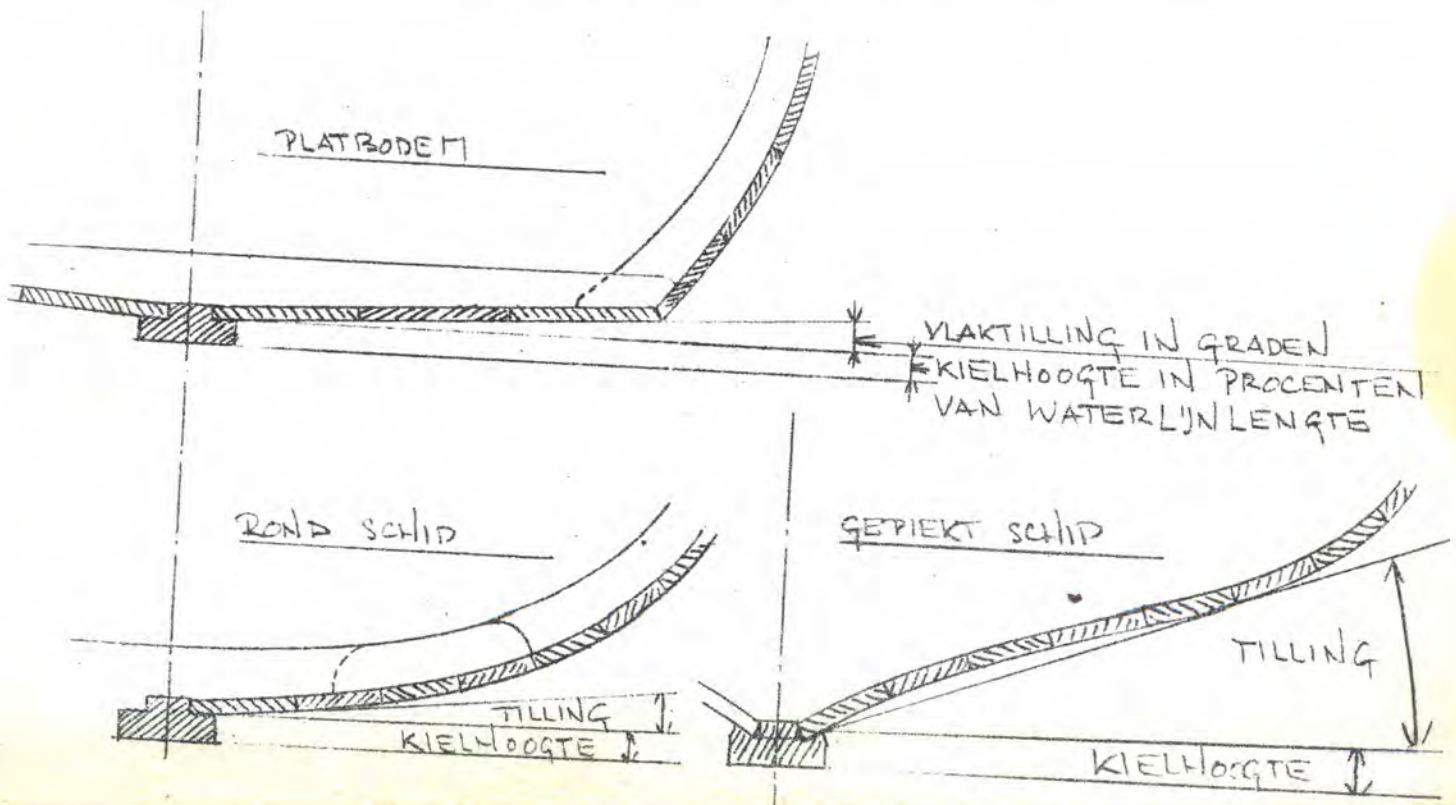 PLATBODEM
VLAKTILLING IN GRADEN
KIELHOOGTE IN PROCENTEN
VAN WATERLIJNLENGTE
ROND SCHIP
GEPIEKT SCHIP
TILLING
KIELHOOGTE
TILLING
KIELHOOGTE